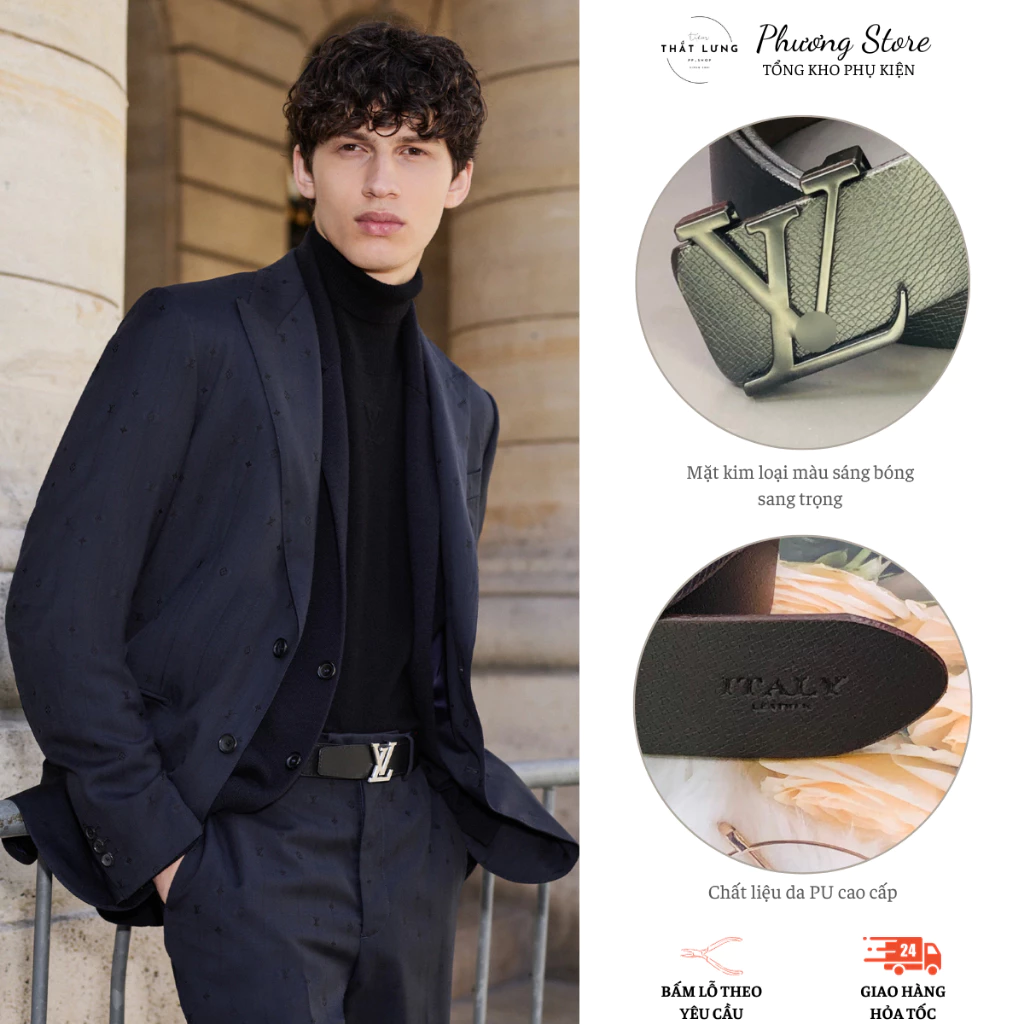 THẮT LƯNG
Phương Store
TỔNG KHO PHỤ KIỆN
Mặt kim loại màu sáng bóng
sang trọng
ITALY
LEATHER
Chất liệu da PU cao cấp
24
BẤM LỖ THEO
YÊU CẦU
GIAO HÀNG
HỎA TỐC